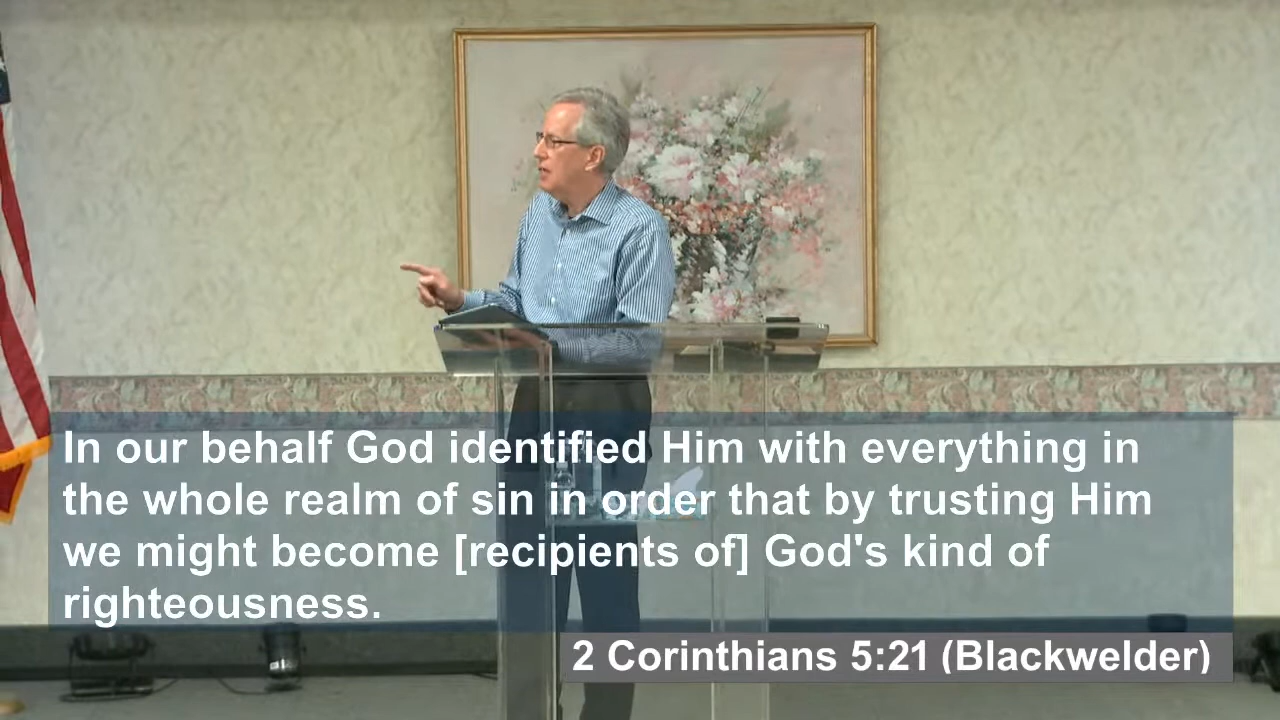 In our behalf God identified Him with everything in
the whole realm of sin in order that by trusting Him
we might become [recipients of] God's kind of
righteousness.
2 Corinthians 5:21 (Blackwelder)